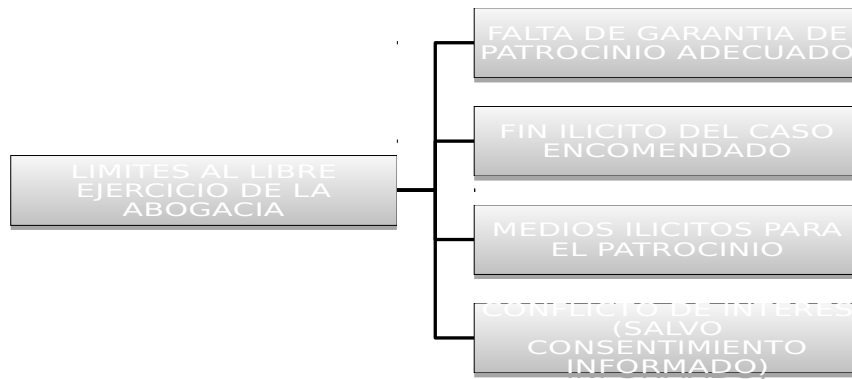 LIMITES AL LIBRE
EJERCICIO DE LA
ABOGACIA
FALTA DE GARANTIA DE
PATROCINIO ADECUADO
FIN ILICITO DEL CASO
ENCOMENDADO
MEDIOS ILICITOS PARA
EL PATROCINIO
CONFLICTO DE INTERES
(SALVO
CONSENTIMIENTO
INFORMADO)